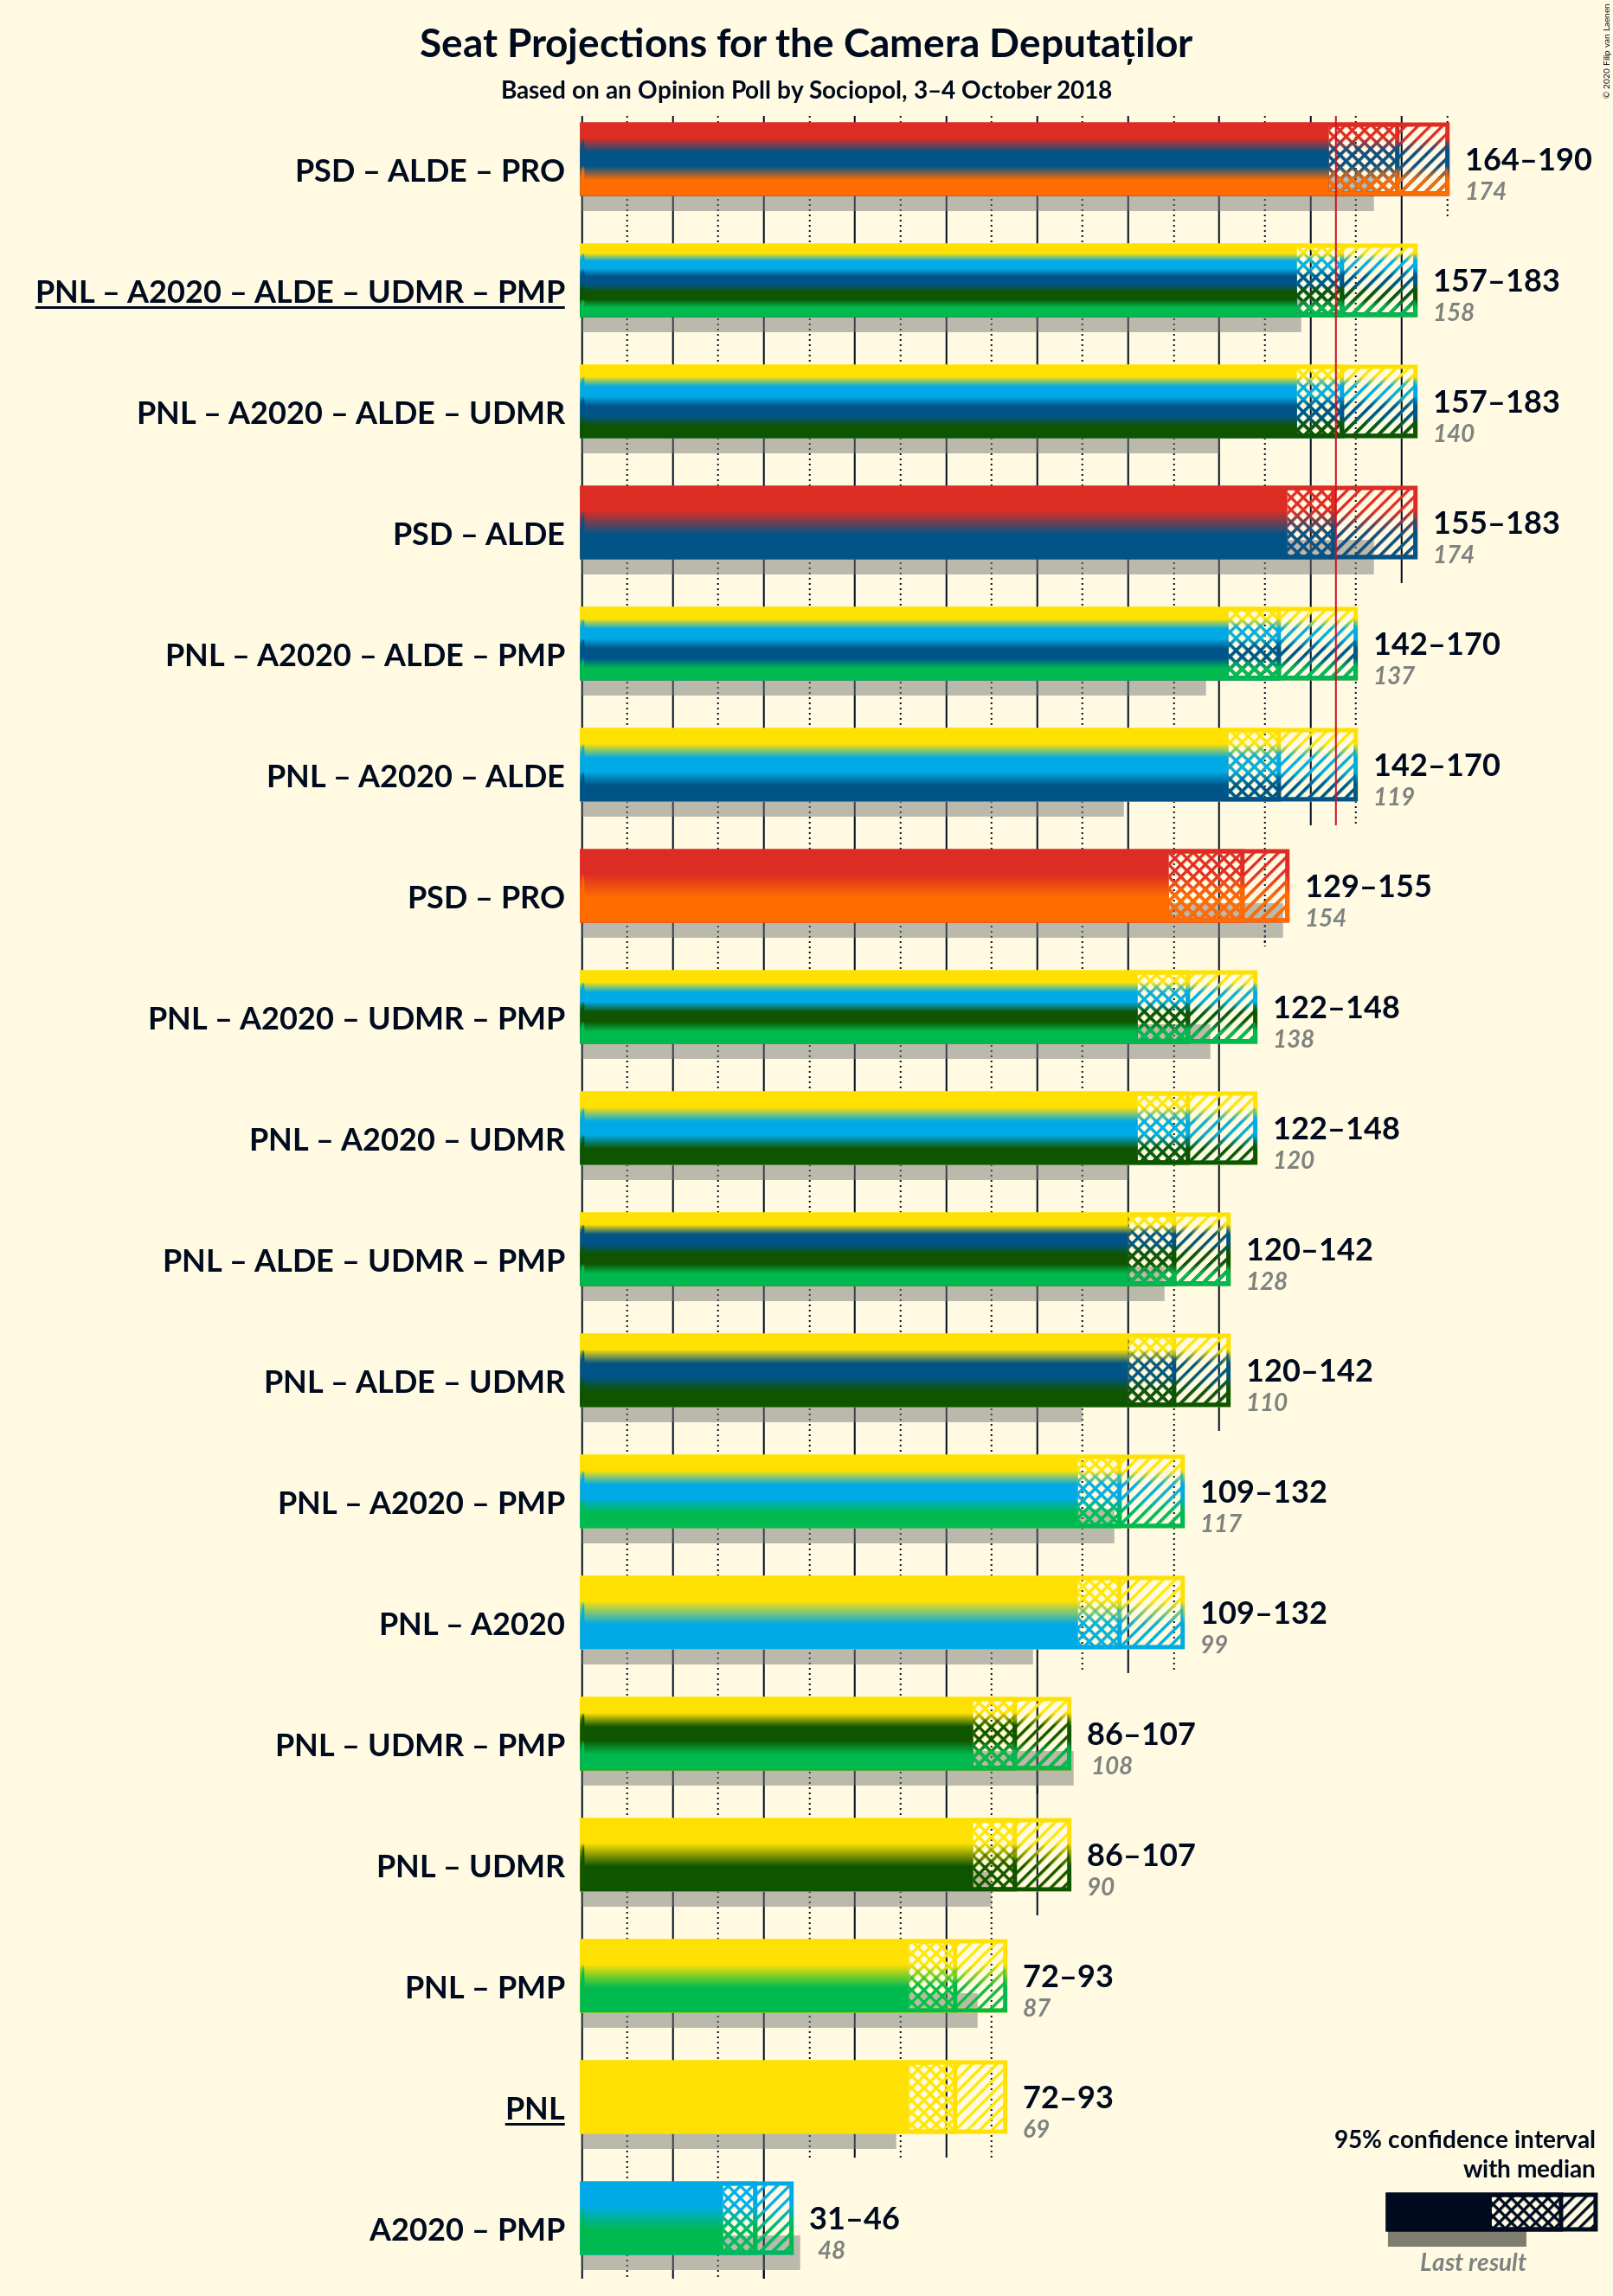 © 2020 Filip van Laenen
Seat Projections for the Camera Deputaților
Based on an Opinion Poll by Sociopol, 3–4 October 2018
PSD – ALDE – PRO
164–190
174
PNL – A2020 – ALDE – UDMR – PMP
157–183
158
PNL – A2020 – ALDE – UDMR
157–183
140
PSD – ALDE
155–183
174
PNL – A2020 – ALDE – PMP
142–170
137
PNL – A2020 – ALDE
142–170
119
PSD – PRO
129–155
154
PNL – A2020 – UDMR – PMP
122–148
138
PNL – A2020 – UDMR
122–148
120
PNL – ALDE – UDMR – PMP
120–142
128
PNL – ALDE – UDMR
120–142
110
PNL – A2020 – PMP
109–132
117
PNL – A2020
109–132
99
PNL – UDMR – PMP
86–107
108
PNL – UDMR
86–107
90
PNL – PMP
72–93
87
PNL
72–93
69
A2020 – PMP
31–46
48
95% confidence interval
with median
Last result